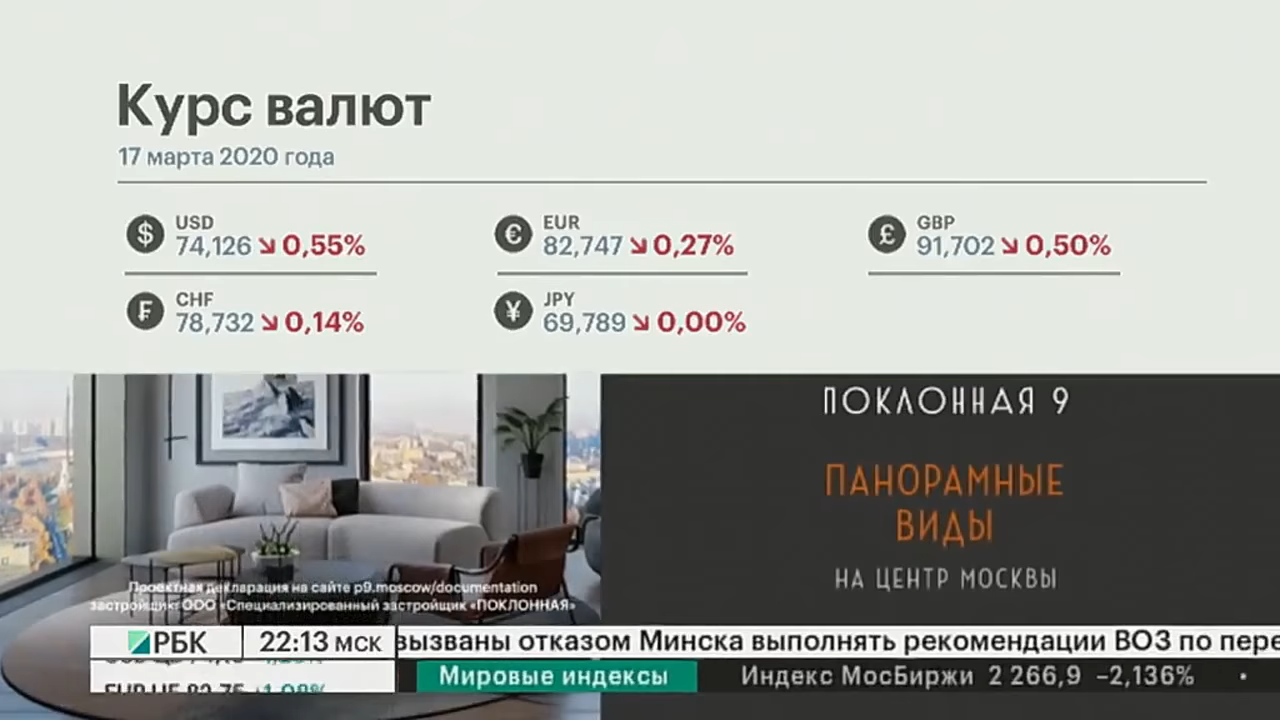 Курс валют
17 марта 2020 года
USD
74,126 ↘ 0,55%
EUR
82,747 ↘ 0,27%
GBP
91,702 ↘ 0,50%
CHF
78,732 ↘ 0,14%
JPY
69,789 ↘ 0,00%
ПОКЛОННАЯ 9
ПАНОРАМНЫЕ
ВИДЫ
НА ЦЕНТР МОСКВЫ
Проектная декларация на сайте p9.moscow/documentation
застройщик ООО «Специализированный застройщик «ПОКЛОННАЯ»
РБК 22:13 МСК вызваны отказом Минска выполнять рекомендации ВОЗ по пере
Мировые индексы Индекс МосБиржи 2 266,9 −2,136% •